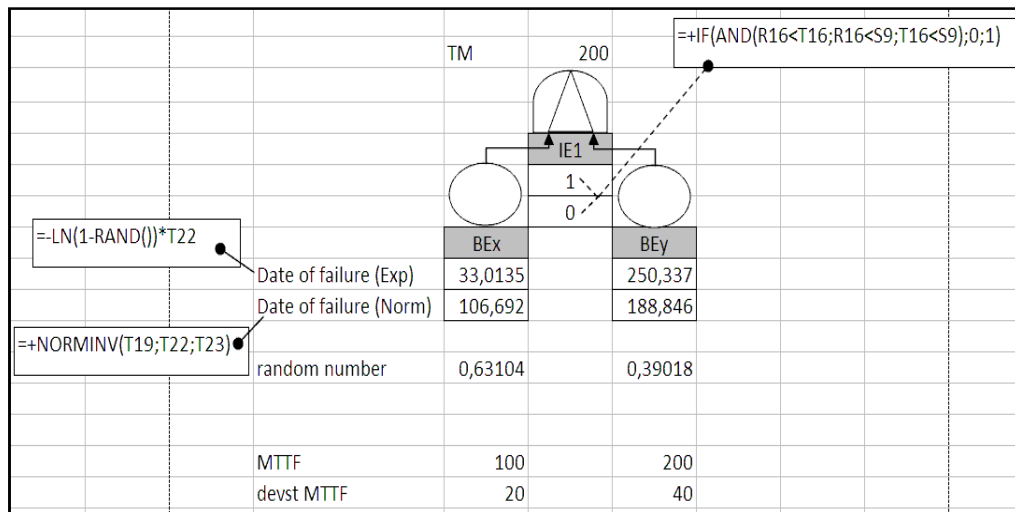 =+IF(AND(R16<T16;R16<S9;T16<S9);0;1)
TM 200
IE1
1
0
=-LN(1-RAND())*T22
BEx BEy
Date of failure (Exp) 33,0135 250,337
Date of failure (Norm) 106,692 188,846
=+NORMINV(T19;T22;T23)
random number 0,63104 0,39018
MTTF 100 200
devst MTTF 20 40